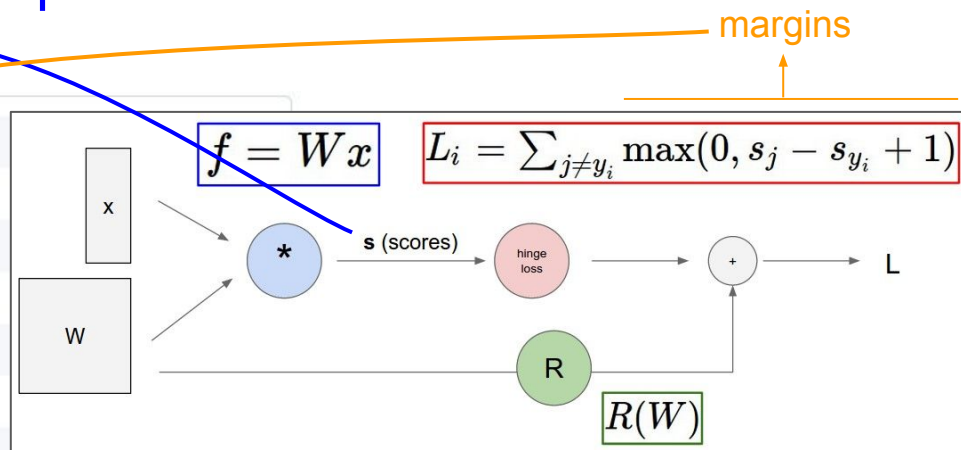 margins
f = Wx
L_i = \sum_{j \neq y_i} \max(0, s_j - s_{y_i} + 1)
x
*
s (scores)
hinge
loss
+
L
W
R
R(W)